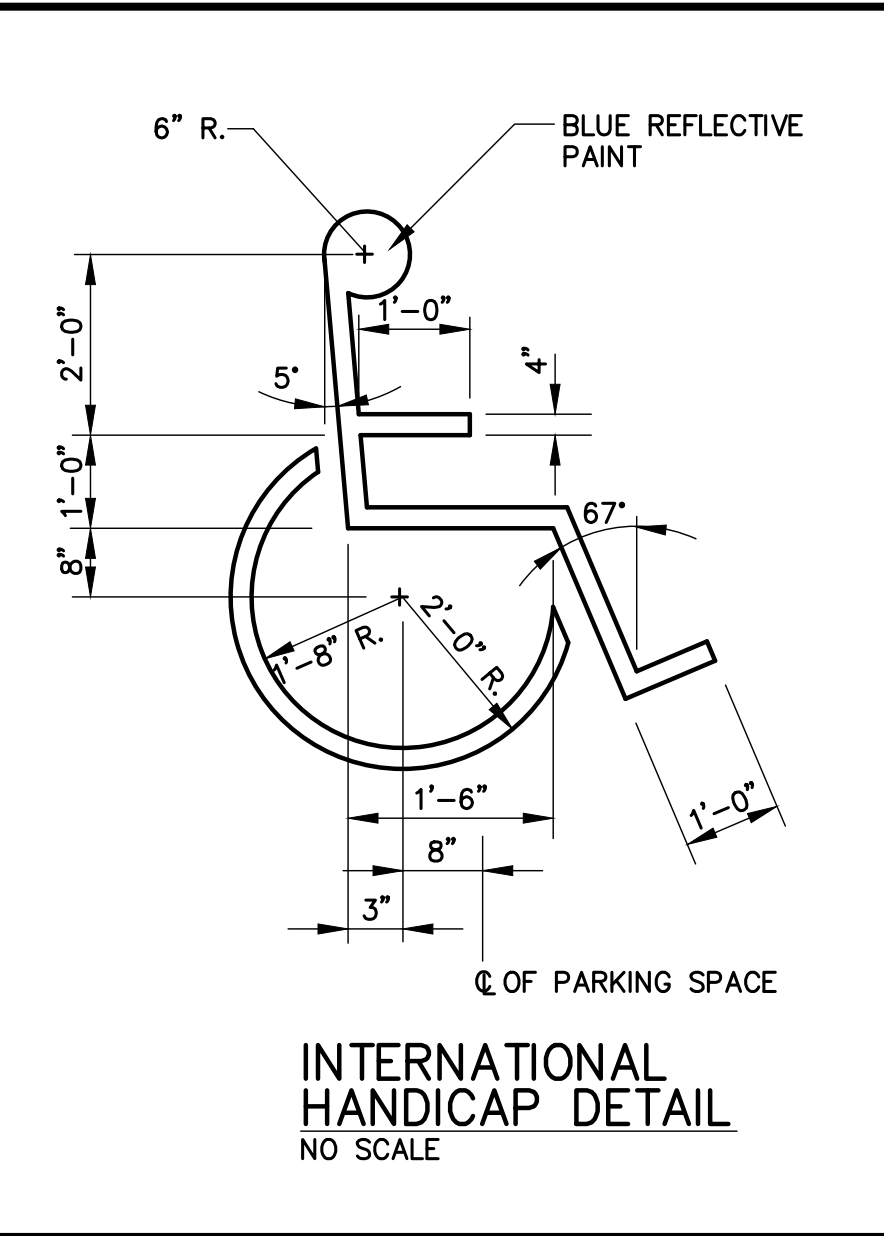 6” R.
BLUE REFLECTIVE
PAINT
1’–0”
2’–0”
4”
5°
1’–0”
67°
8”
2’–0” R.
1’–8” R.
1’–6”
1’–0”
8”
3”
℄ OF PARKING SPACE
INTERNATIONAL
HANDICAP DETAIL
NO SCALE